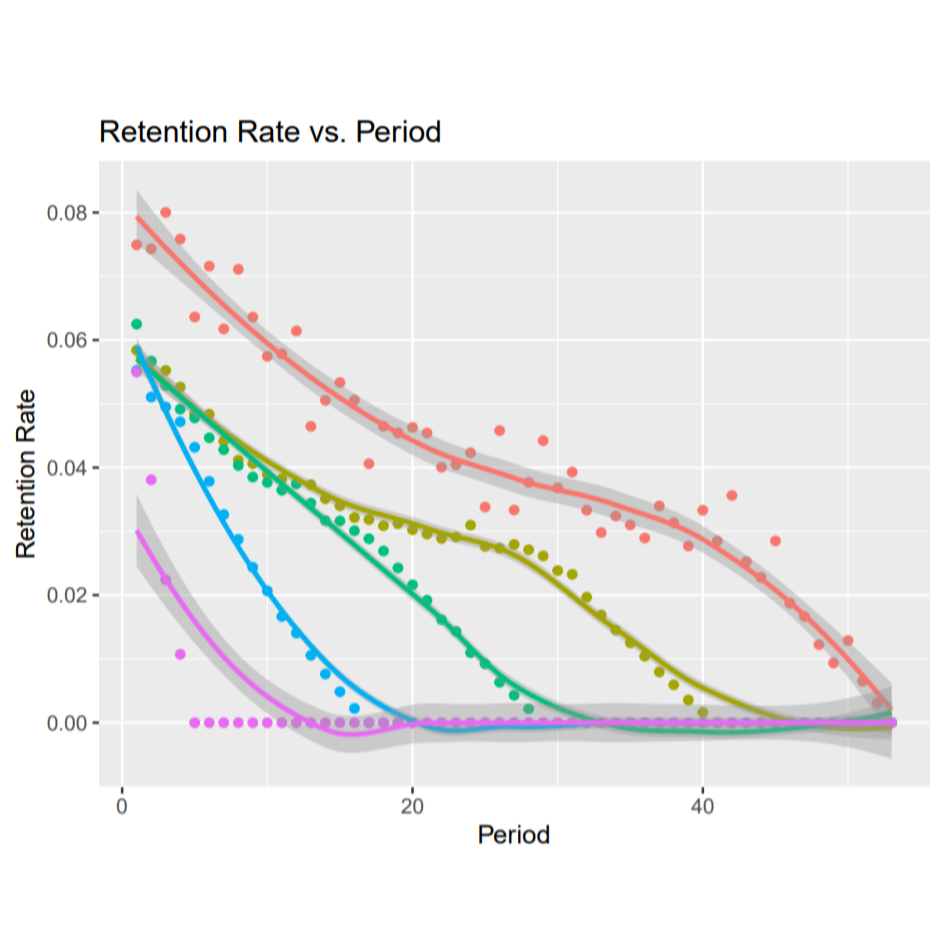 Retention Rate vs. Period
0.08
0.06
0.04
0.02
0.00
Retention Rate
0 20 40
Period